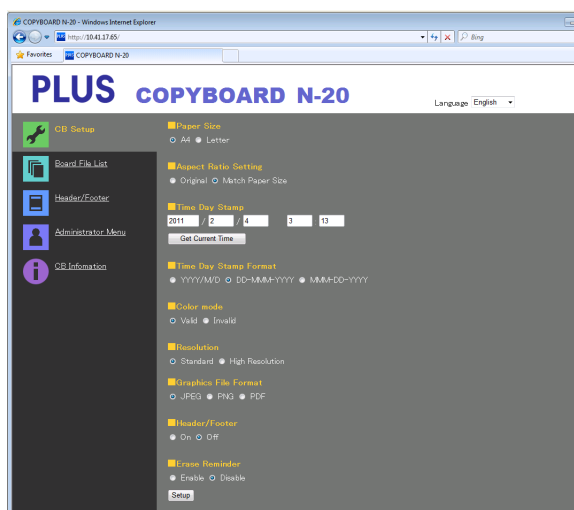 COPYBOARD N-20 - Windows Internet Explorer
http://10.41.17.65/
Bing
Favorites
COPYBOARD N-20
PLUS COPYBOARD N-20
Language English
CB Setup
Board File List
Header/Footer
Administrator Menu
CB Infomation
Paper Size
A4 Letter
Aspect Ratio Setting
Original Match Paper Size
Time Day Stamp
2011 / 2 / 4 3 13
Get Current Time
Time Day Stamp Format
YYYY/M/D DD-MMM-YYYY MMM-DD-YYYY
Color mode
Valid Invalid
Resolution
Standard High Resolution
Graphics File Format
JPEG PNG PDF
Header/Footer
On Off
Erase Reminder
Enable Disable
Setup